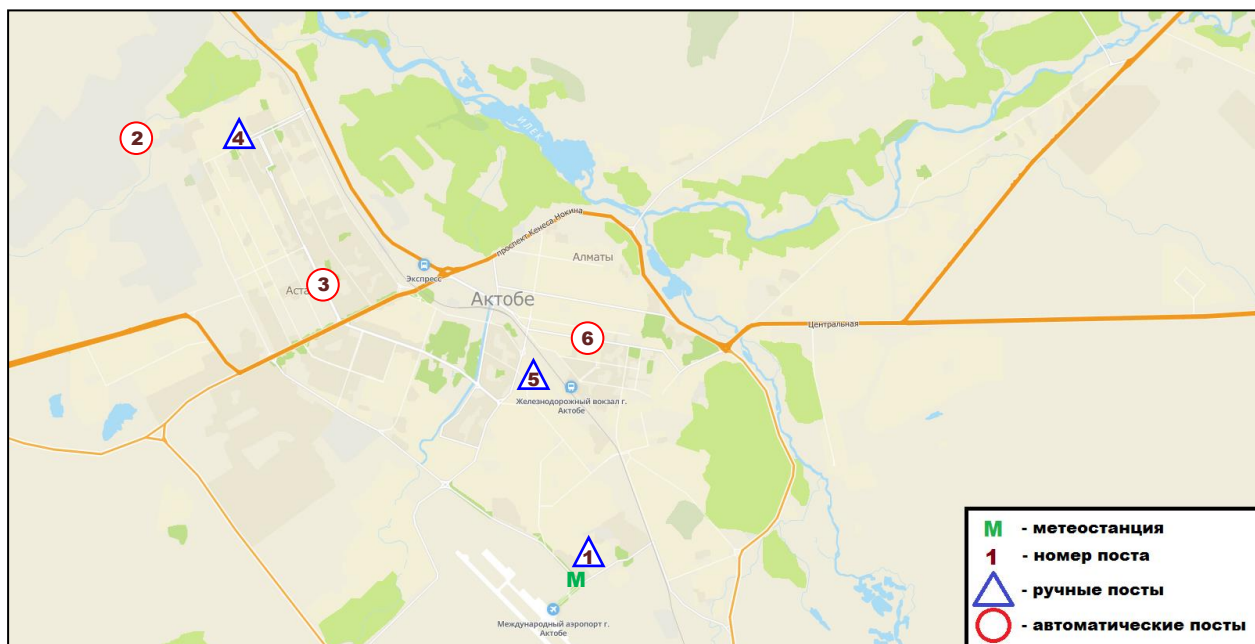 2
4
ИЛЕК
проспект Кенеса Нокина
Алматы
Экспресс
3
Аста
Актобе
6
Центральная
5
Железнодорожный вокзал г.
Актобе
1
М
Международный аэропорт г.
Актобе
М - метеостанция
1 - номер поста
- ручные посты
- автоматические посты